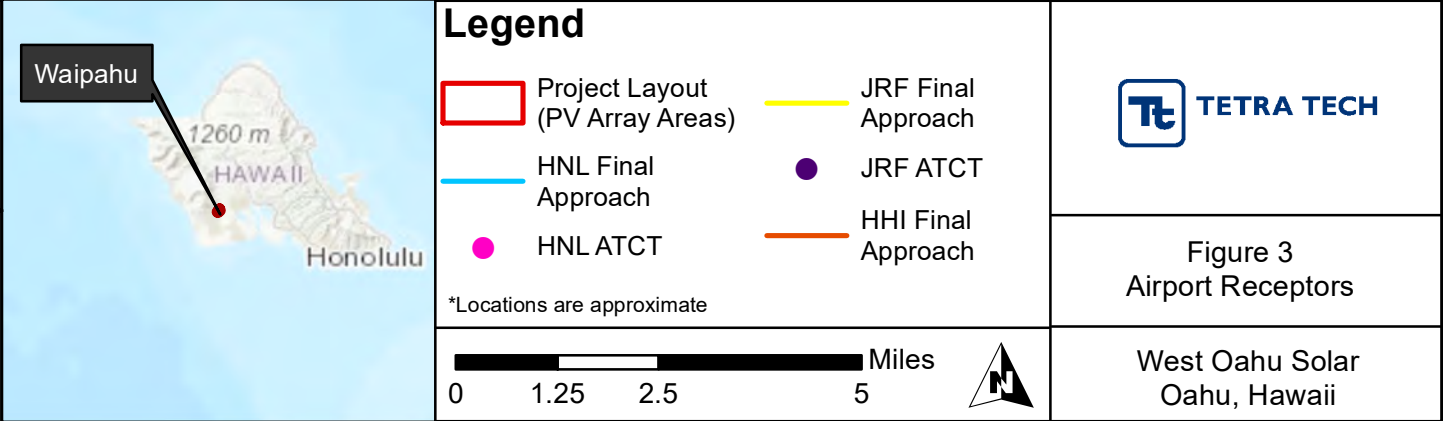 Waipahu
1260 m
HAWAII
Honolulu
Legend
Project Layout
(PV Array Areas)
HNL Final
Approach
HNL ATCT
JRF Final
Approach
JRF ATCT
HHI Final
Approach
*Locations are approximate
Miles
0 1.25 2.5 5
N
Tt TETRA TECH
Figure 3
Airport Receptors
West Oahu Solar
Oahu, Hawaii